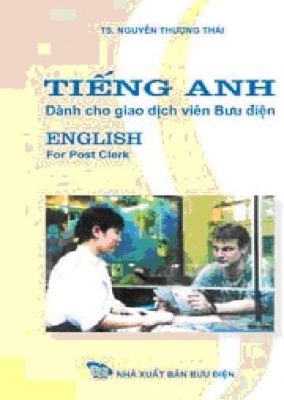 TS. NGUYỄN THƯỢNG THÁI
TIẾNG ANH
Dành cho giao dịch viên Bưu điện
ENGLISH
For Post Clerk
NHÀ XUẤT BẢN BƯU ĐIỆN